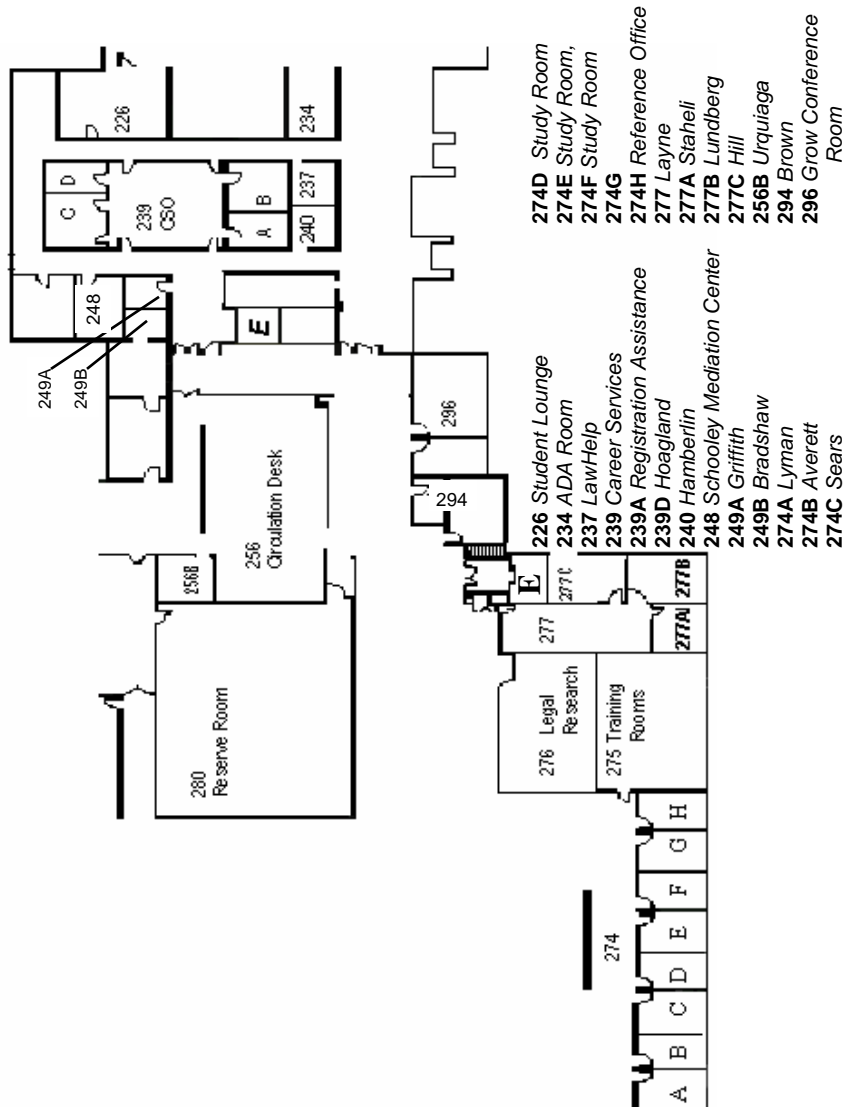 226
234
D
C
239
CSO
237
B
240
A
248
249A
249B
E
256
Circulation Desk
256B
296
294
280
Reserve Room
E
277C
277B
277
277A
276 Legal
Research
275 Training
Rooms
274
A
B
C
D
E
F
G
H
226 Student Lounge
234 ADA Room
237 LawHelp
239 Career Services
239A Registration Assistance
239D Hoagland
240 Hamberlin
248 Schooley Mediation Center
249A Griffith
249B Bradshaw
274A Lyman
274B Averett
274C Sears
274D Study Room
274E Study Room,
274F Study Room
274G
274H Reference Office
277 Layne
277A Staheli
277B Lundberg
277C Hill
256B Urquiaga
294 Brown
296 Grow Conference
Room